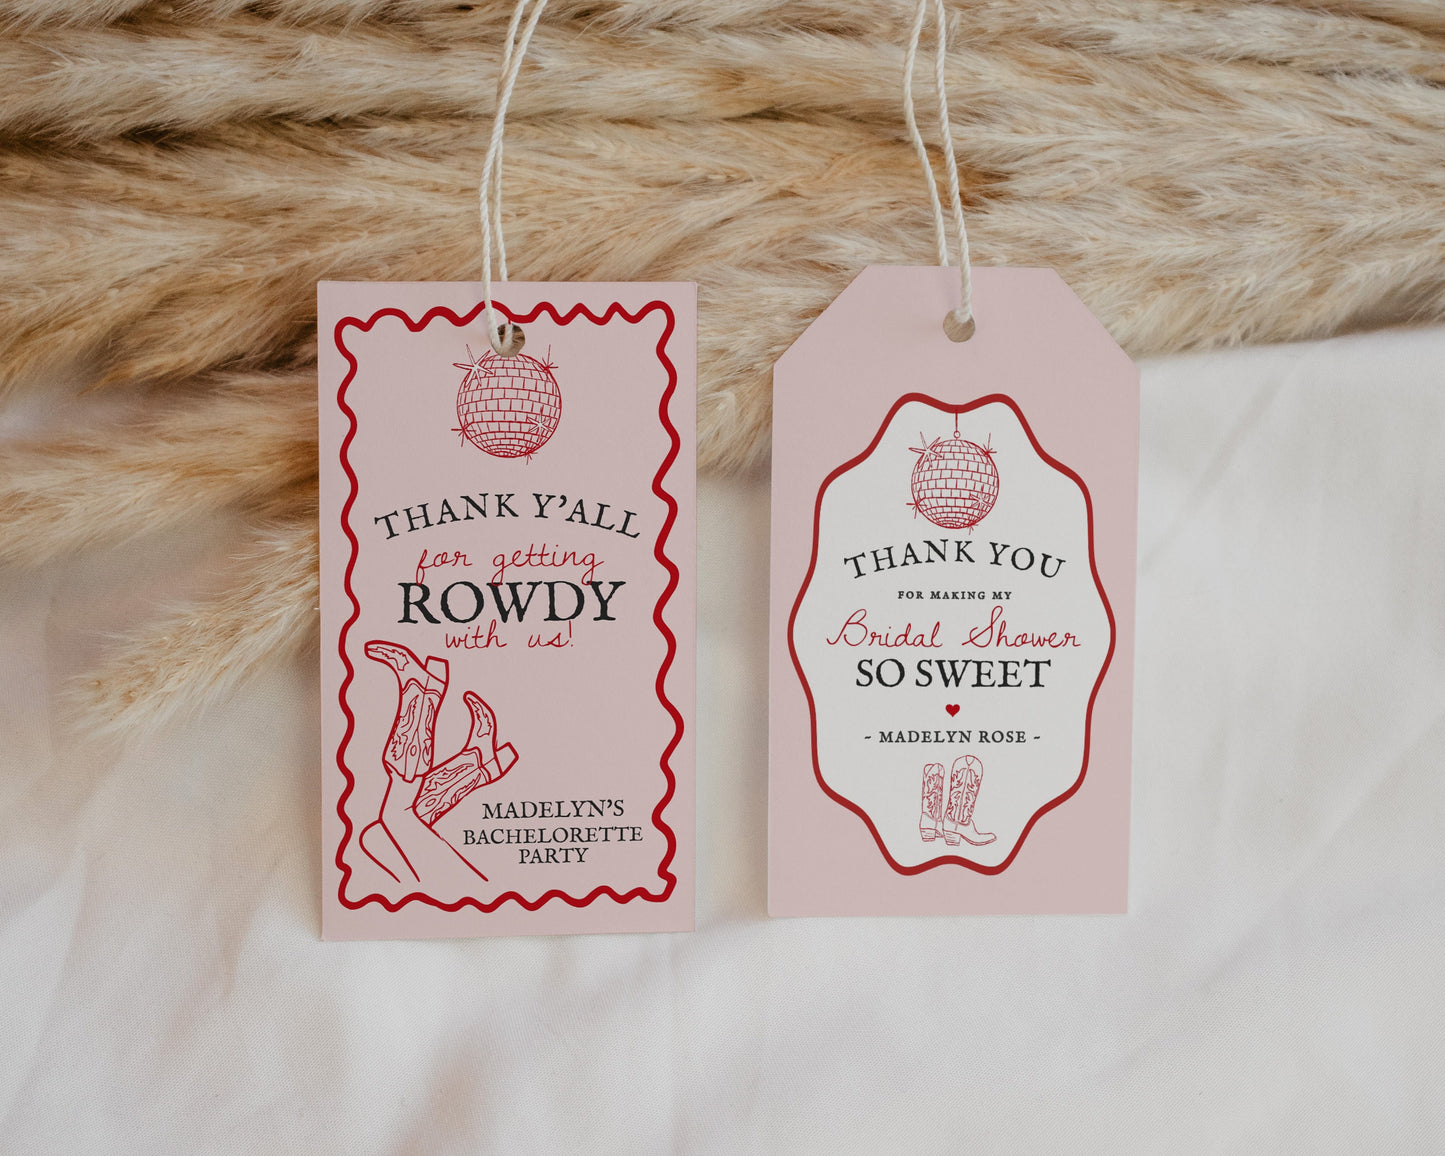 THANK Y'ALL
for getting
ROWDY
with us!
MADELYN'S
BACHELORETTE
PARTY
THANK YOU
FOR MAKING MY
Bridal Shower
SO SWEET
- MADELYN ROSE -